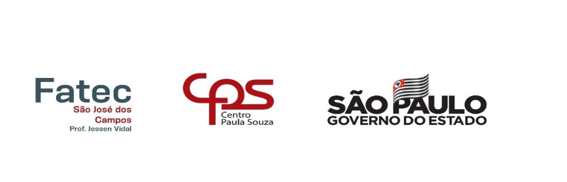 Fatec
São José dos
Campos
Prof. Jessen Vidal
cps
Centro
Paula Souza
SÃO PAULO
GOVERNO DO ESTADO